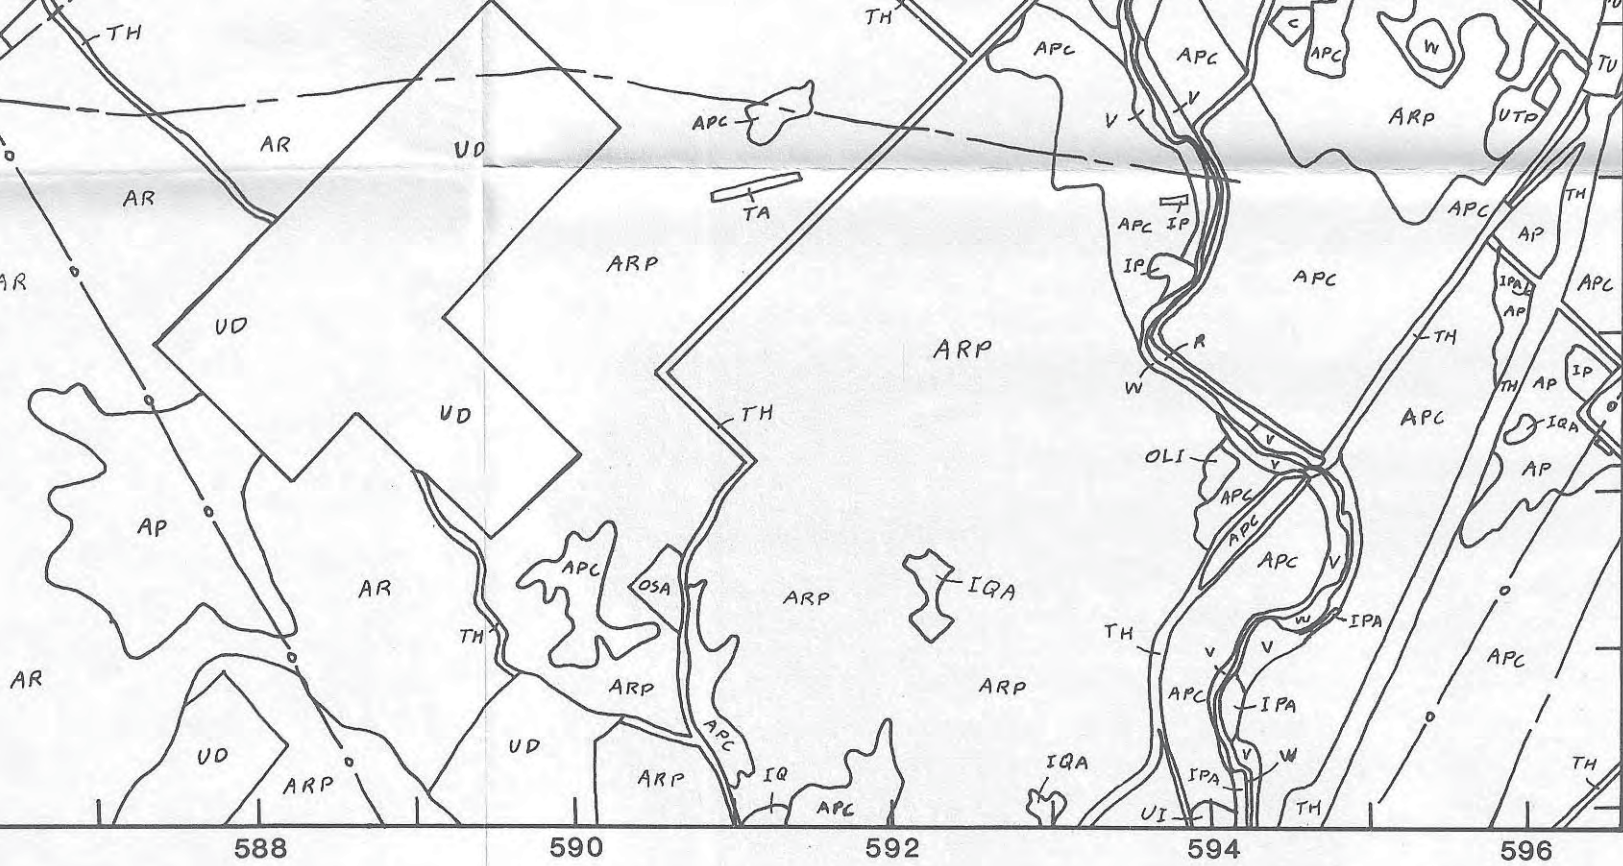 TH
TH
APC
APC
C
APC
W
TU
AR
UD
APC
V
V
ARP
UTP
AR
TA
APC
IP
APC
TH
AP
AR
ARP
IP
APC
IPA
APC
AP
UD
ARP
R
TH
W
TH
AP
IP
UD
TH
APC
IQA
V
OLI
V
AP
AP
APC
APC
APC
V
APC
OSA
AR
ARP
IQA
TH
TH
W
IPA
V
V
AR
ARP
ARP
APC
IPA
APC
UD
UD
APC
V
W
ARP
ARP
IQ
APC
IQA
IPA
UI
TH
TH
588 590 592 594 596